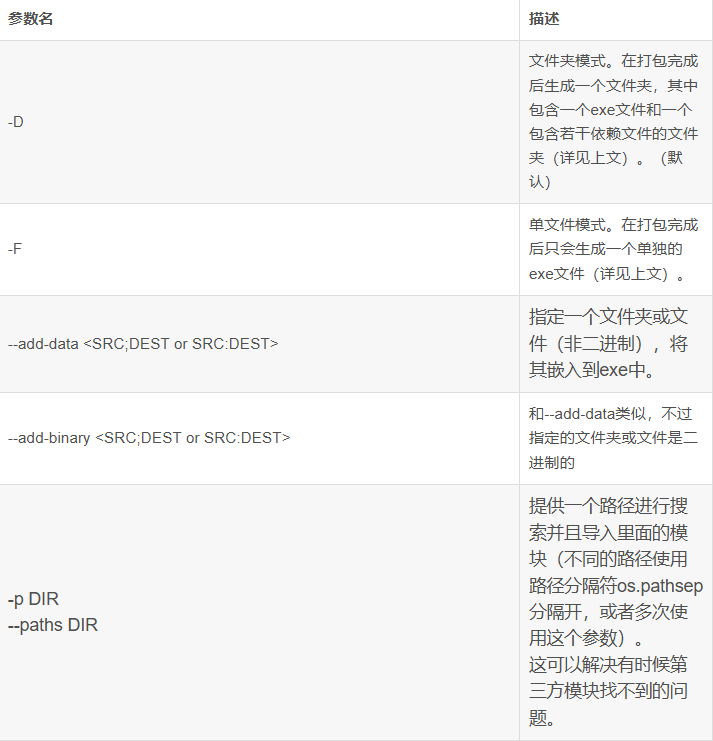 参数名
描述
-D
文件夹模式。在打包完成
后生成一个文件夹，其中
包含一个exe文件和一个
包含若干依赖文件的文件
夹（详见上文）。（默
认）
-F
单文件模式。在打包完成
后只会生成一个单独的
exe文件（详见上文）。
--add-data <SRC;DEST or SRC:DEST>
指定一个文件夹或文
件（非二进制），将
其嵌入到exe中。
--add-binary <SRC;DEST or SRC:DEST>
和--add-data类似，不过
指定的文件夹或文件是二
进制的
-p DIR
--paths DIR
提供一个路径进行搜
索并且导入里面的模
块（不同的路径使用
路径分隔符os.pathsep
分隔开，或者多次使
用这个参数）。
这可以解决有时候第
三方模块找不到的问
题。